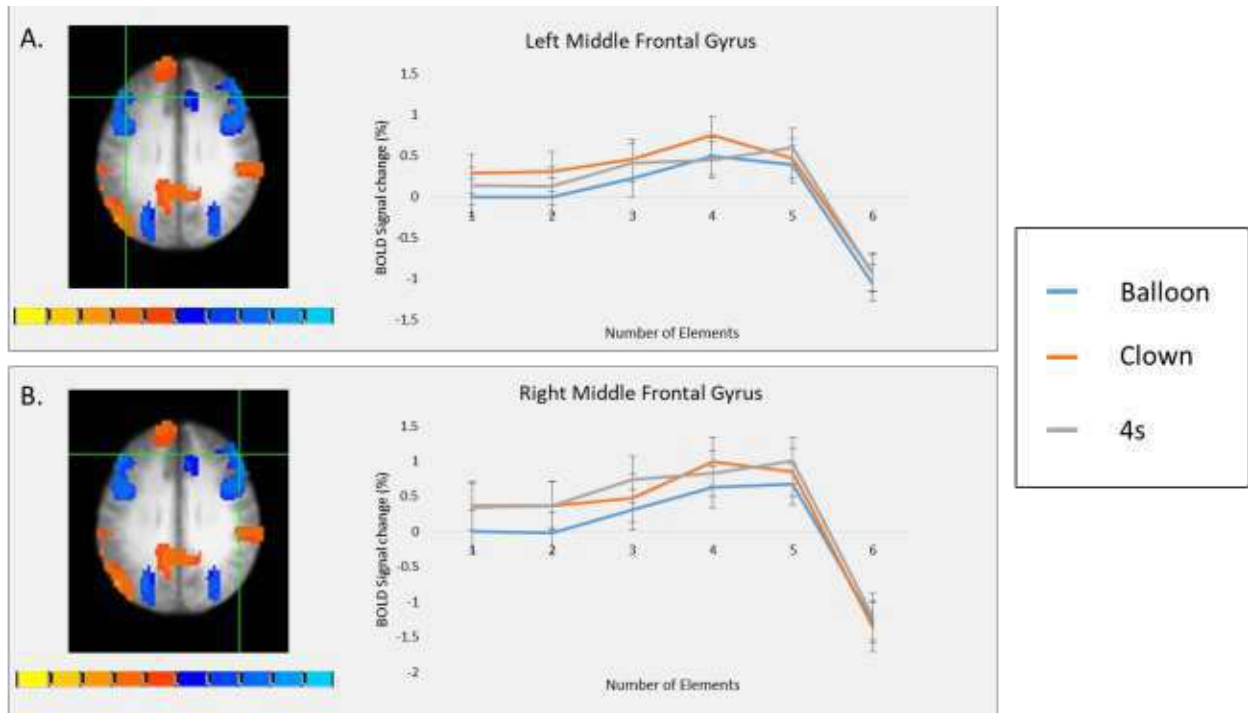 A.
Left Middle Frontal Gyrus
BOLD Signal change (%)
1.5
1
0.5
0
-0.5
-1
-1.5
1 2 3 4 5 6
Number of Elements
B.
Right Middle Frontal Gyrus
BOLD Signal change (%)
1.5
1
0.5
0
-0.5
-1
-1.5
-2
1 2 3 4 5 6
Number of Elements
Balloon
Clown
4s